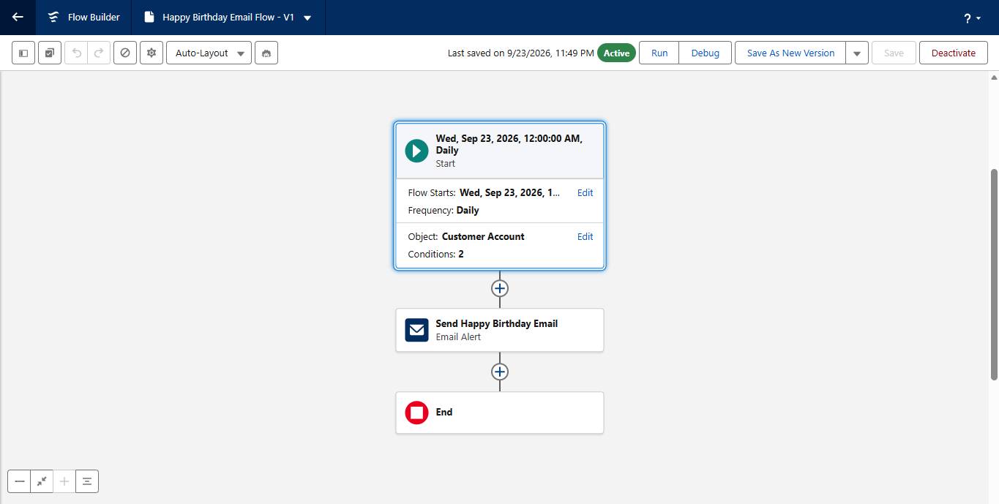 Flow Builder
Happy Birthday Email Flow - V1
?
Auto-Layout
Last saved on 9/23/2026, 11:49 PM
Active
Run
Debug
Save As New Version
Save
Deactivate
Wed, Sep 23, 2026, 12:00:00 AM,
Daily
Start
Flow Starts: Wed, Sep 23, 2026, 1... Edit
Frequency: Daily
Object: Customer Account Edit
Conditions: 2
Send Happy Birthday Email
Email Alert
End